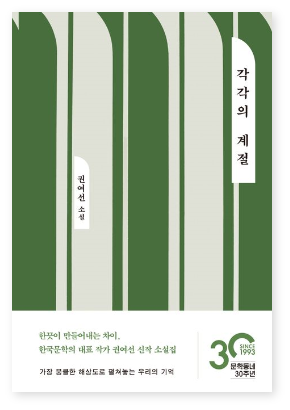 각각의 계절
권여선 소설
한끗이 만들어내는 차이,
한국문학의 대표 작가 권여선 신작 소설집
가장 뭉클한 해상도로 펼쳐놓는 우리의 기억
30
SINCE
1993
문학동네
30주년